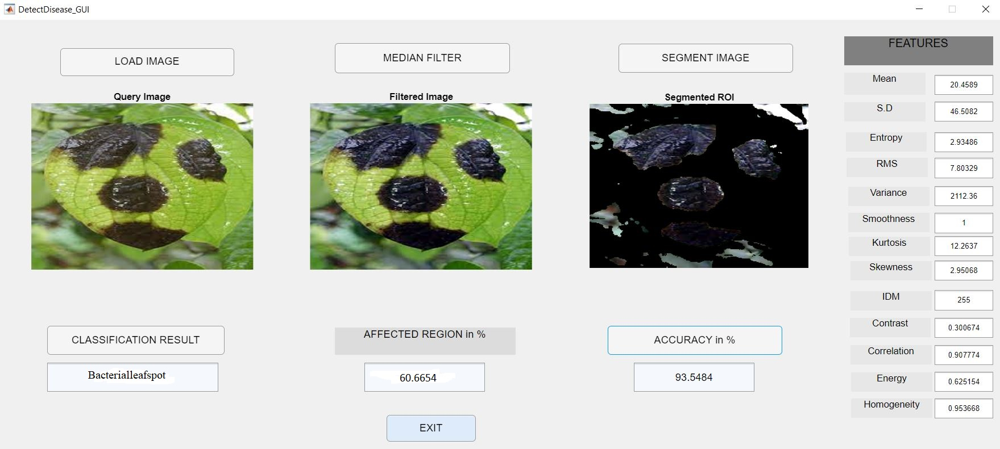 DetectDisease_GUI
LOAD IMAGE
MEDIAN FILTER
SEGMENT IMAGE
Query Image
Filtered Image
Segmented ROI
CLASSIFICATION RESULT
Bacterialleafspot
AFFECTED REGION in %
60.6654
ACCURACY in %
93.5484
EXIT
FEATURES
Mean 20.4589
S.D 46.5082
Entropy 2.93486
RMS 7.80329
Variance 2112.36
Smoothness 1
Kurtosis 12.2637
Skewness 2.95068
IDM 255
Contrast 0.300674
Correlation 0.907774
Energy 0.625154
Homogeneity 0.953668